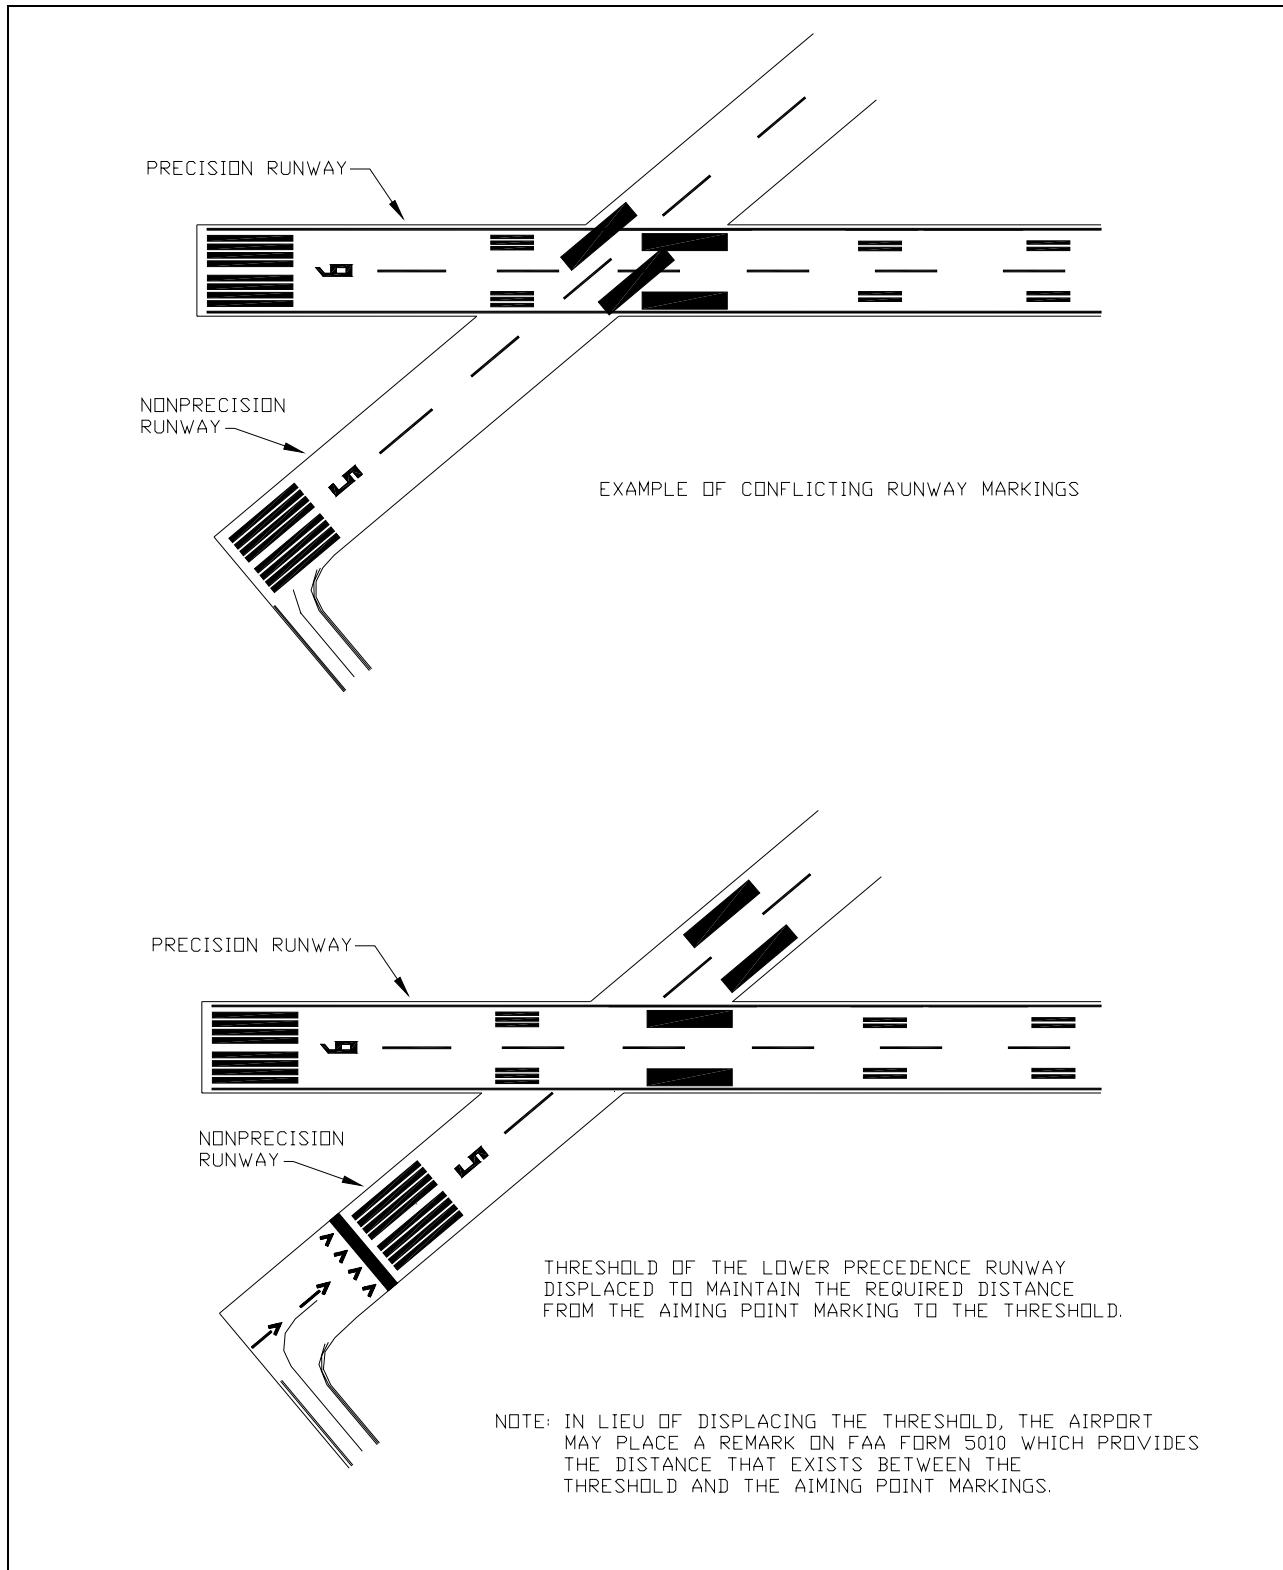 PRECISION RUNWAY
9
NONPRECISION
RUNWAY
5
EXAMPLE OF CONFLICTING RUNWAY MARKINGS
PRECISION RUNWAY
9
NONPRECISION
RUNWAY
5
THRESHOLD OF THE LOWER PRECEDENCE RUNWAY
DISPLACED TO MAINTAIN THE REQUIRED DISTANCE
FROM THE AIMING POINT MARKING TO THE THRESHOLD.
NOTE: IN LIEU OF DISPLACING THE THRESHOLD, THE AIRPORT
MAY PLACE A REMARK ON FAA FORM 5010 WHICH PROVIDES
THE DISTANCE THAT EXISTS BETWEEN THE
THRESHOLD AND THE AIMING POINT MARKINGS.